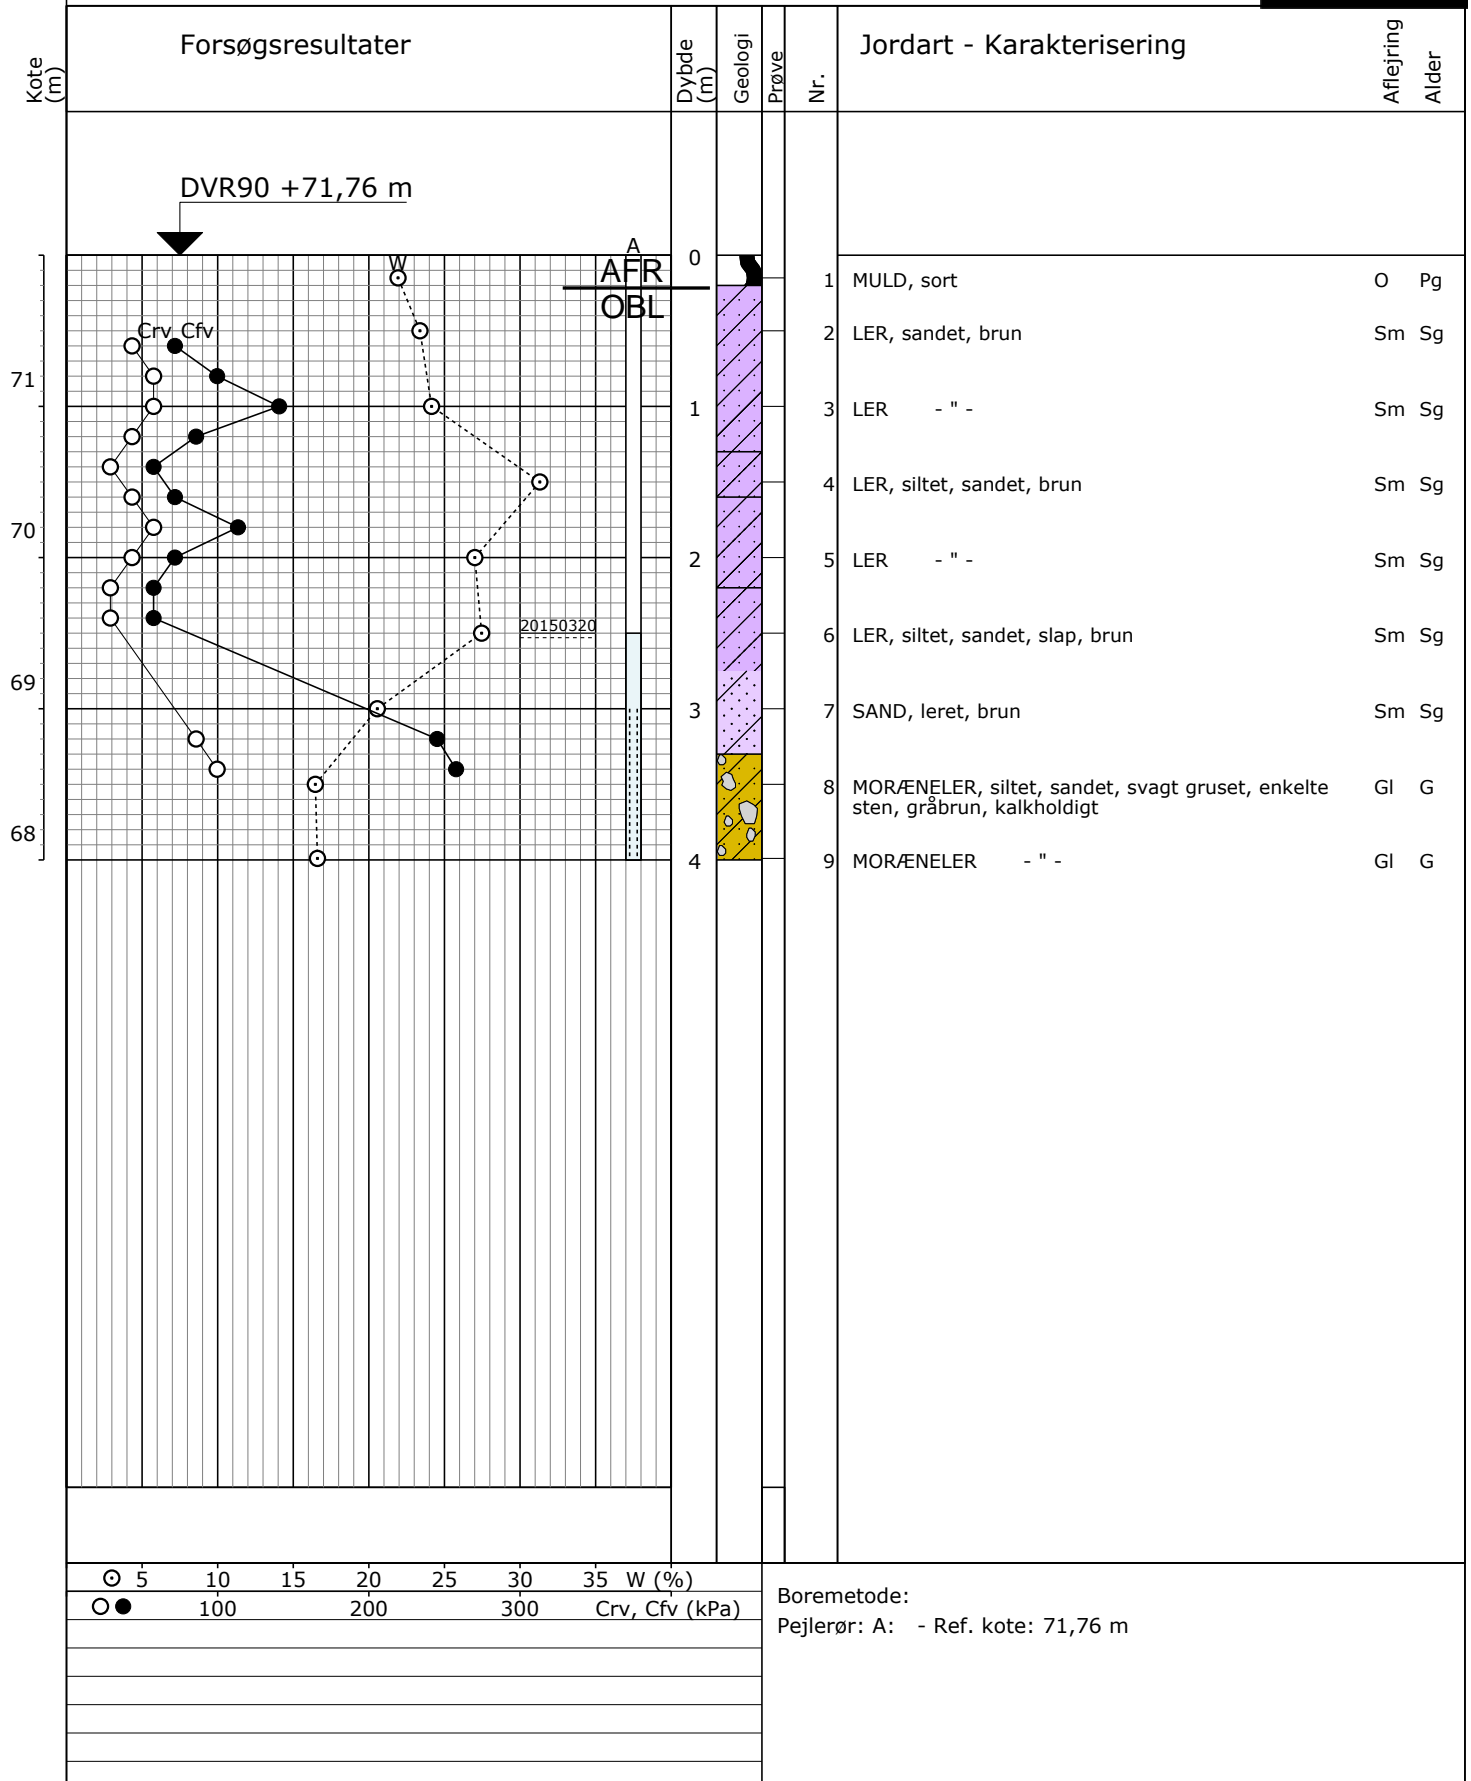 Kote (m)
Forsøgsresultater
Dybde (m)
Geologi
Prøve
Nr.
Jordart - Karakterisering
Aflejring
Alder
DVR90 +71,76 m
A
W
AFR
OBL
Crv Cfv
20150320
71
70
69
68
0
1
2
3
4
1 MULD, sort O Pg
2 LER, sandet, brun Sm Sg
3 LER - " - Sm Sg
4 LER, siltet, sandet, brun Sm Sg
5 LER - " - Sm Sg
6 LER, siltet, sandet, slap, brun Sm Sg
7 SAND, leret, brun Sm Sg
8 MORÆNELER, siltet, sandet, svagt gruset, enkelte Gl G
sten, gråbrun, kalkholdigt
9 MORÆNELER - " - Gl G
5 10 15 20 25 30 35 W (%)
100 200 300 Crv, Cfv (kPa)
Boremetode:
Pejlerør: A: - Ref. kote: 71,76 m